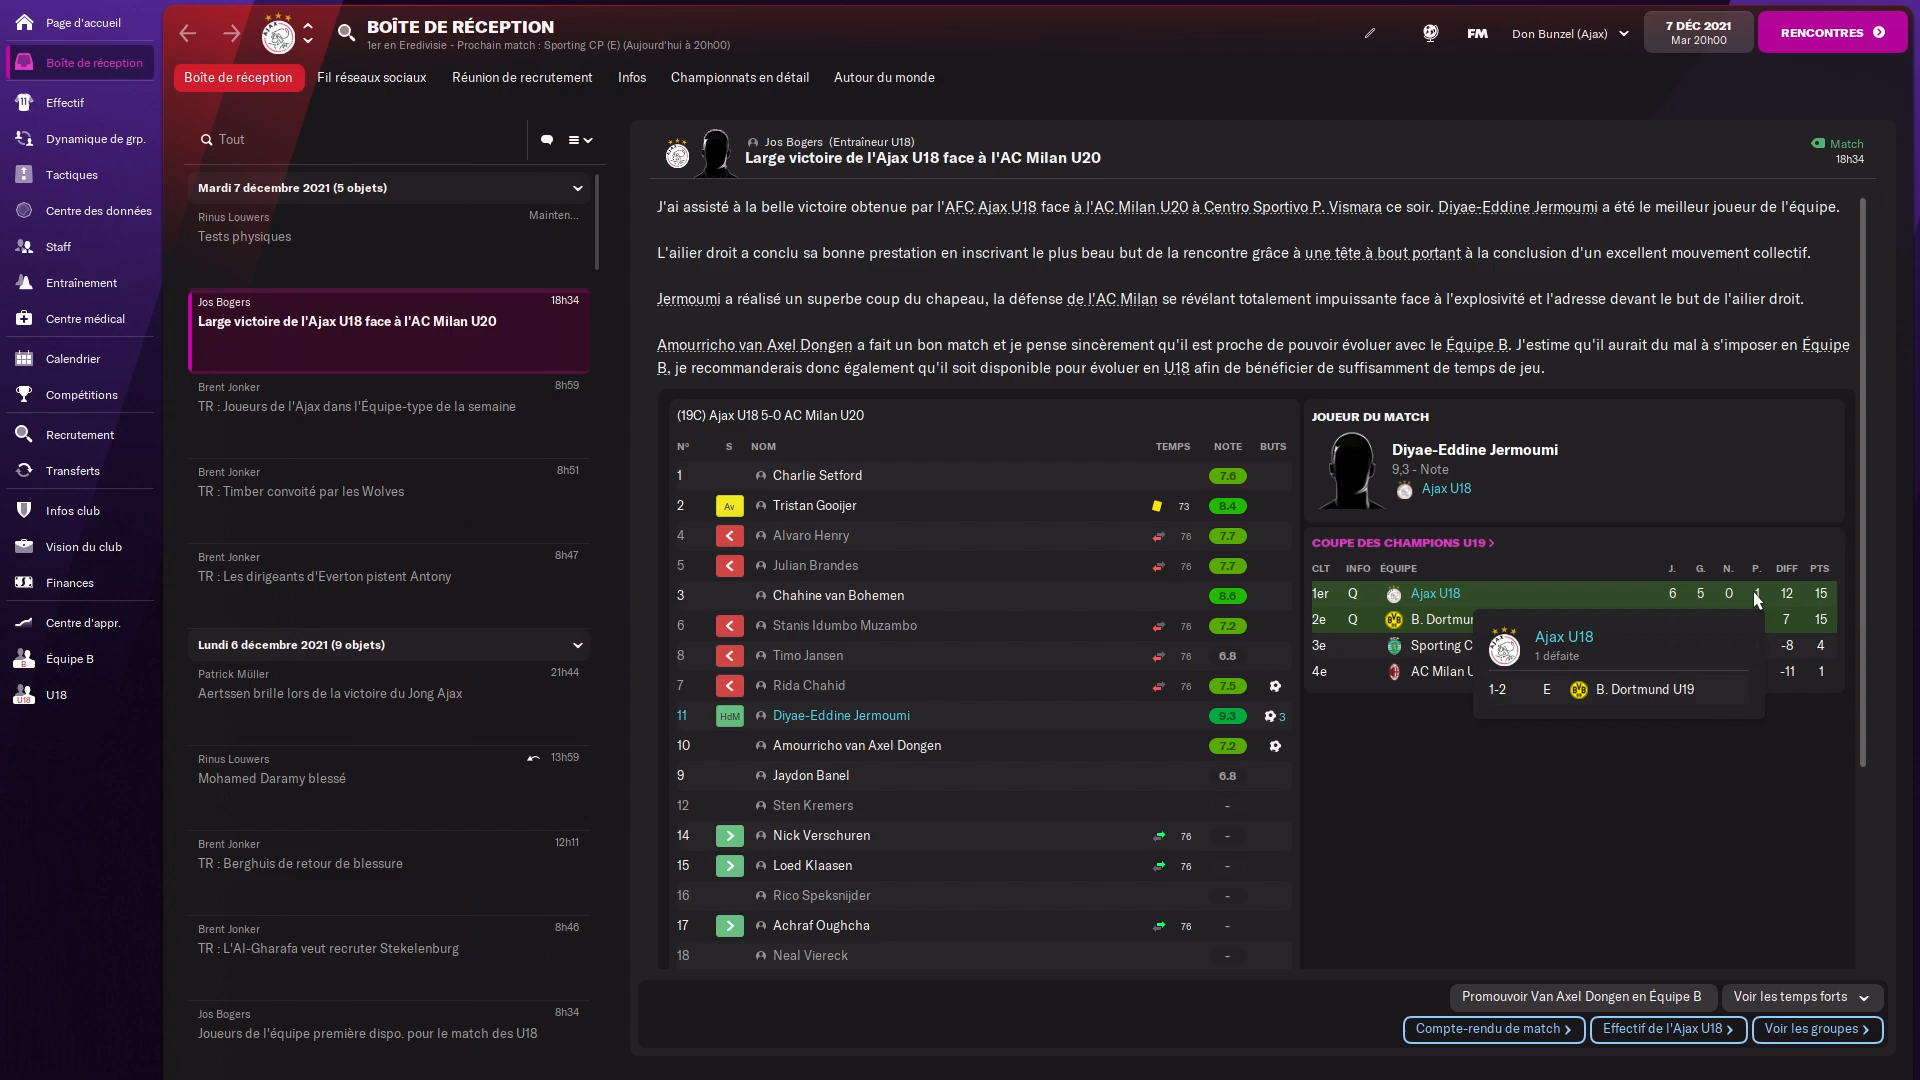 Page d'accueil
Boîte de réception
Effectif
Dynamique de grp.
Tactiques
Centre des données
Staff
Entraînement
Centre médical
Calendrier
Compétitions
Recrutement
Transferts
Infos club
Vision du club
Finances
Centre d'appr.
Équipe B
U18
BOÎTE DE RÉCEPTION
1er en Eredivisie - Prochain match : Sporting CP (E) (Aujourd'hui à 20h00)
FM
Don Bunzel (Ajax)
7 DÉC 2021
Mar 20h00
RENCONTRES
Boîte de réception
Fil réseaux sociaux
Réunion de recrutement
Infos
Championnats en détail
Autour du monde
Tout
Mardi 7 décembre 2021 (5 objets)
Rinus Louwers Mainten...
Tests physiques
Jos Bogers 18h34
Large victoire de l'Ajax U18 face à l'AC Milan U20
Brent Jonker 8h59
TR : Joueurs de l'Ajax dans l'Équipe-type de la semaine
Brent Jonker 8h51
TR : Timber convoité par les Wolves
Brent Jonker 8h47
TR : Les dirigeants d'Everton pistent Antony
Lundi 6 décembre 2021 (9 objets)
Patrick Müller 21h44
Aertssen brille lors de la victoire du Jong Ajax
Rinus Louwers 13h59
Mohamed Daramy blessé
Brent Jonker 12h11
TR : Berghuis de retour de blessure
Brent Jonker 8h46
TR : L'Al-Gharafa veut recruter Stekelenburg
Jos Bogers 8h34
Joueurs de l'équipe première dispo. pour le match des U18
Jos Bogers (Entraîneur U18)
Large victoire de l'Ajax U18 face à l'AC Milan U20
Match
18h34
J'ai assisté à la belle victoire obtenue par l'AFC Ajax U18 face à l'AC Milan U20 à Centro Sportivo P. Vismara ce soir. Diyae-Eddine Jermoumi a été le meilleur joueur de l'équipe.
L'ailier droit a conclu sa bonne prestation en inscrivant le plus beau but de la rencontre grâce à une tête à bout portant à la conclusion d'un excellent mouvement collectif.
Jermoumi a réalisé un superbe coup du chapeau, la défense de l'AC Milan se révélant totalement impuissante face à l'explosivité et l'adresse devant le but de l'ailier droit.
Amourricho van Axel Dongen a fait un bon match et je pense sincèrement qu'il est proche de pouvoir évoluer avec le Équipe B. J'estime qu'il aurait du mal à s'imposer en Équipe
B, je recommanderais donc également qu'il soit disponible pour évoluer en U18 afin de bénéficier de suffisamment de temps de jeu.
(19C) Ajax U18 5-0 AC Milan U20
N° S NOM TEMPS NOTE BUTS
1 Charlie Setford 7.6
2 Av Tristan Gooijer 73 8.4
4 Alvaro Henry 76 7.7
5 Julian Brandes 76 7.7
3 Chahine van Bohemen 8.6
6 Stanis Idumbo Muzambo 76 7.2
8 Timo Jansen 76 6.8
7 Rida Chahid 76 7.5
11 HdM Diyae-Eddine Jermoumi 9.3 3
10 Amourricho van Axel Dongen 7.2
9 Jaydon Banel 6.8
12 Sten Kremers -
14 Nick Verschuren 76 -
15 Loed Klaasen 76 -
16 Rico Speksnijder -
17 Achraf Oughcha 76 -
18 Neal Viereck -
JOUEUR DU MATCH
Diyae-Eddine Jermoumi
9,3 - Note
Ajax U18
COUPE DES CHAMPIONS U19 >
CLT INFO ÉQUIPE J. G. N. P. DIFF PTS
1er Q Ajax U18 6 5 0 1 12 15
2e Q B. Dortmu 7 15
3e Sporting C -8 4
4e AC Milan U -11 1
Ajax U18
1 défaite
1-2 E B. Dortmund U19
Promouvoir Van Axel Dongen en Équipe B
Voir les temps forts
Compte-rendu de match >
Effectif de l'Ajax U18 >
Voir les groupes >